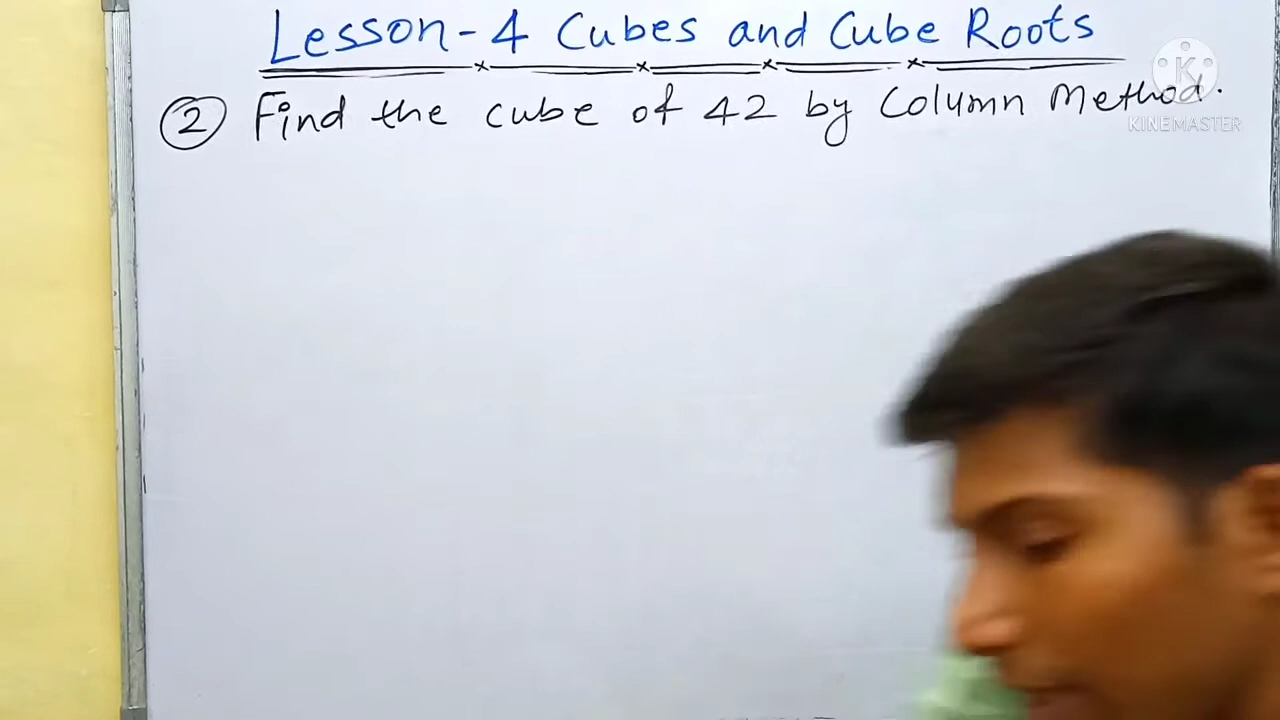 Lesson-4 Cubes and Cube Roots
② Find the cube of 42 by Column Method.
K
KINEMASTER